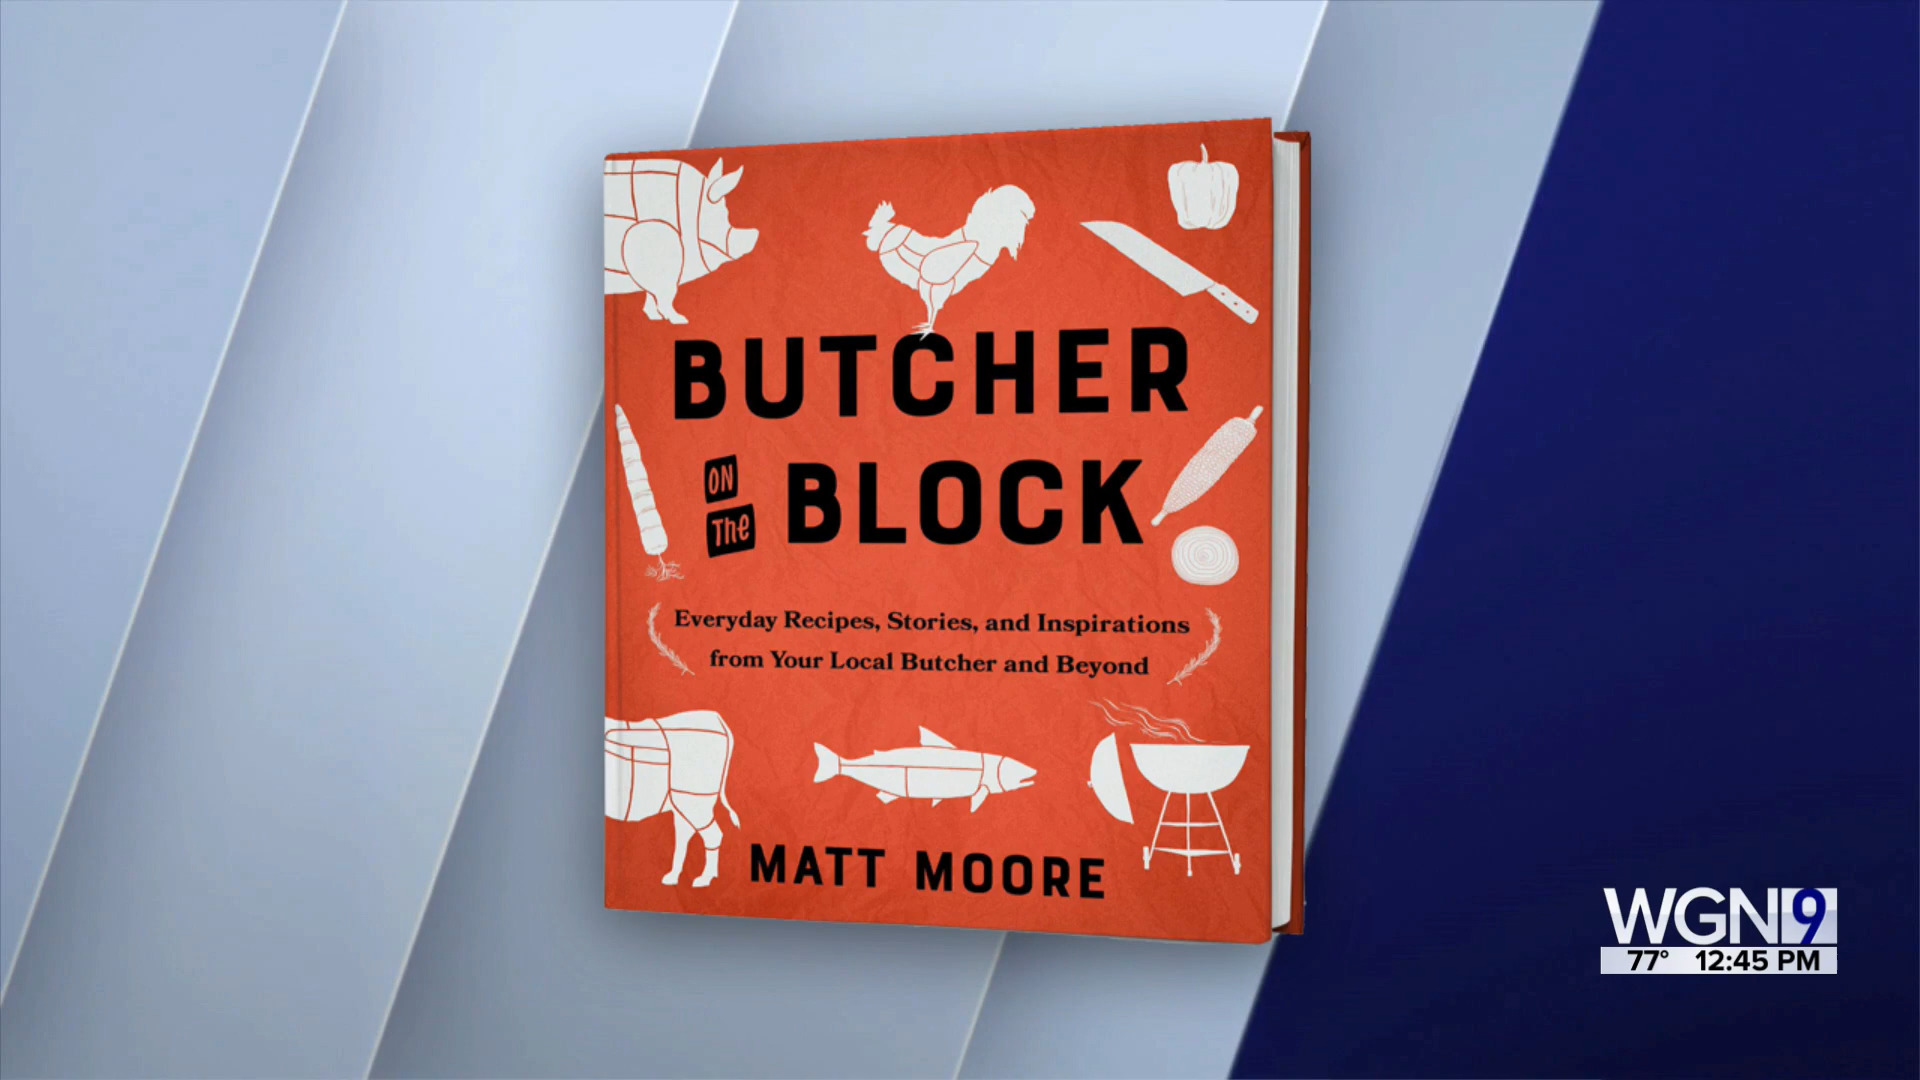 BUTCHER
ON The BLOCK
Everyday Recipes, Stories, and Inspirations
from Your Local Butcher and Beyond
MATT MOORE
WGN9
77° 12:45 PM